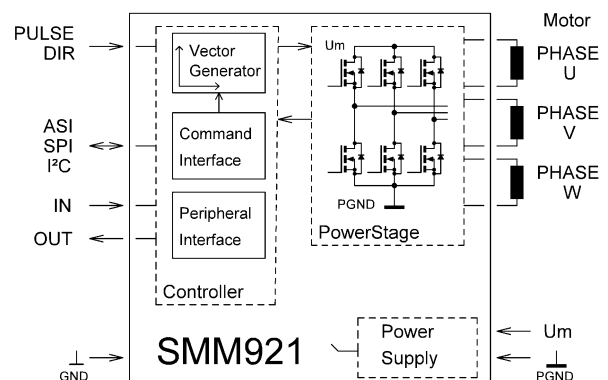 Motor
PULSE
DIR
Vector
Generator
Um
PHASE
U
ASI
SPI
I²C
Command
Interface
PHASE
V
PHASE
W
IN
OUT
Peripheral
Interface
PGND
PowerStage
Controller
SMM921
Power
Supply
Um
GND
PGND